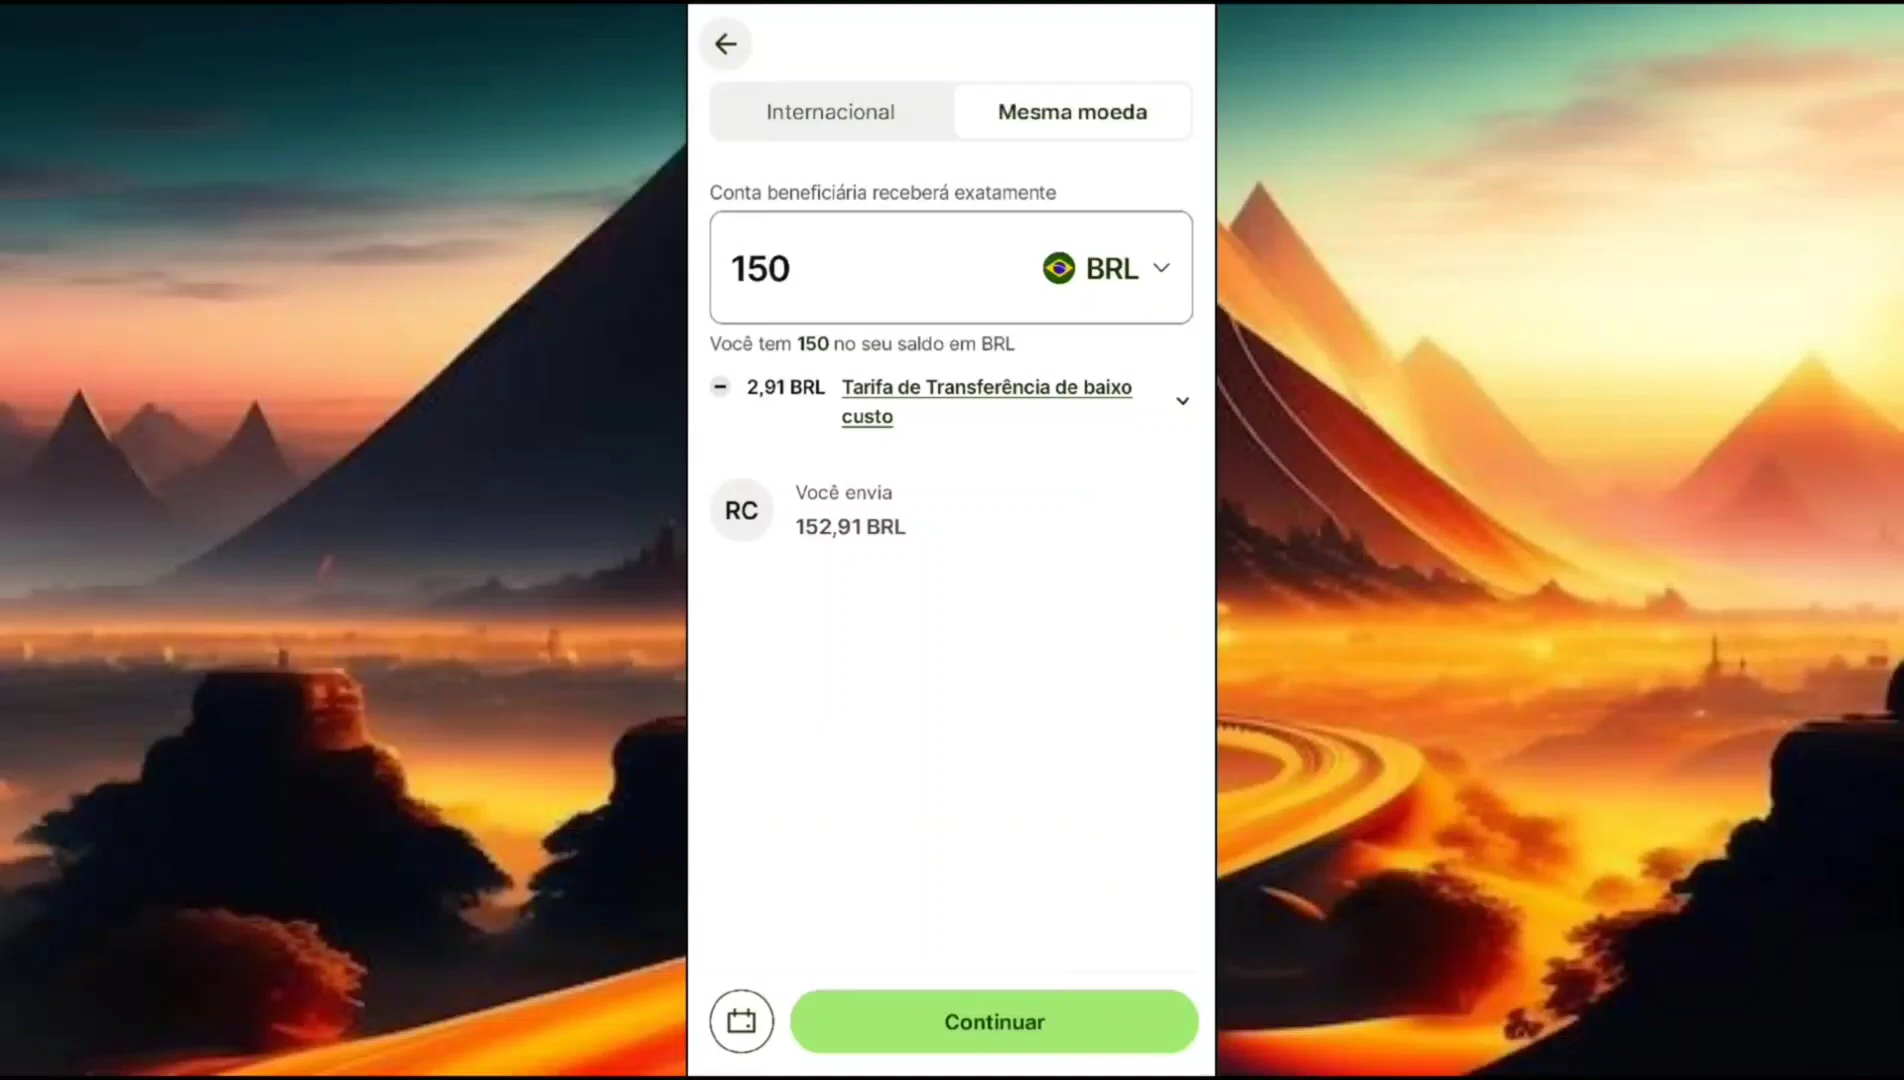 Internacional
Mesma moeda
Conta beneficiária receberá exatamente
150 BRL
Você tem 150 no seu saldo em BRL
2,91 BRL Tarifa de Transferência de baixo
custo
RC
Você envia
152,91 BRL
Continuar